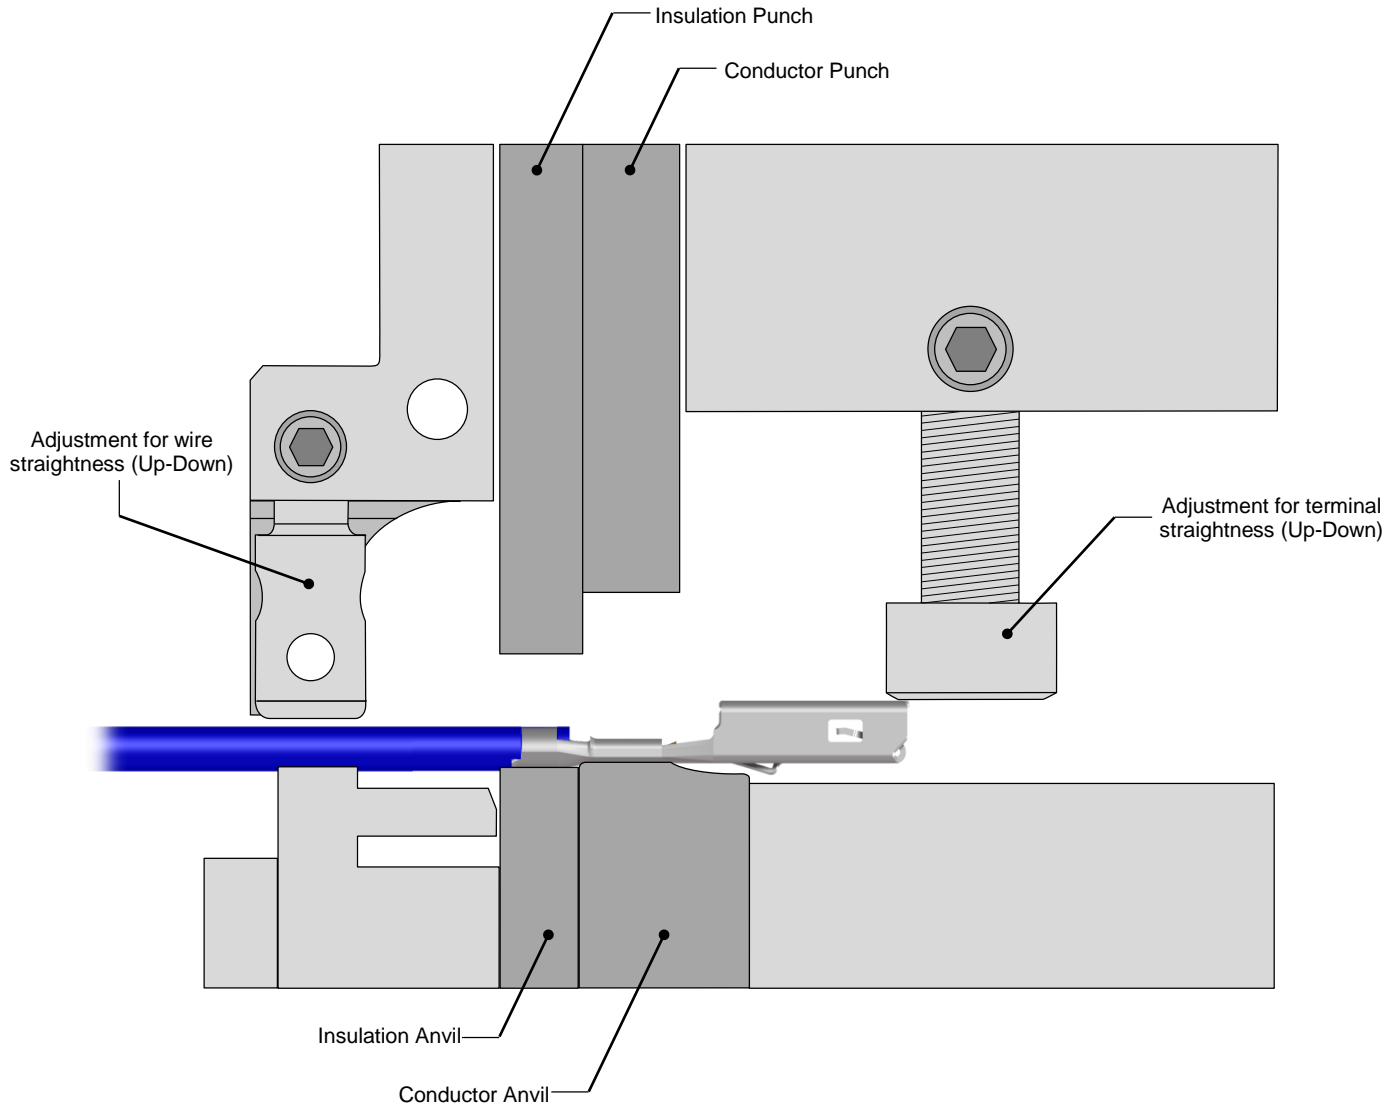 Insulation Punch
Conductor Punch
Adjustment for wire
straightness (Up-Down)
Adjustment for terminal
straightness (Up-Down)
Insulation Anvil
Conductor Anvil